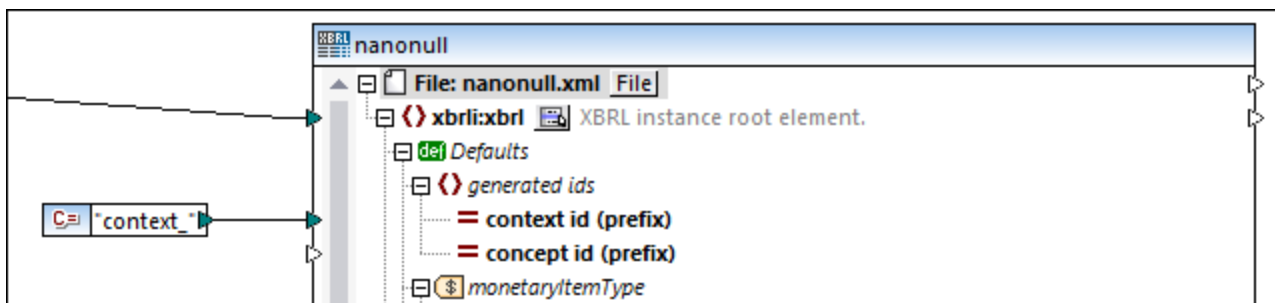 XBRL nanonull
File: nanonull.xml File
xbrli:xbrl XBRL instance root element.
def Defaults
generated ids
C= "context_" = context id (prefix)
= concept id (prefix)
$ monetaryItemType